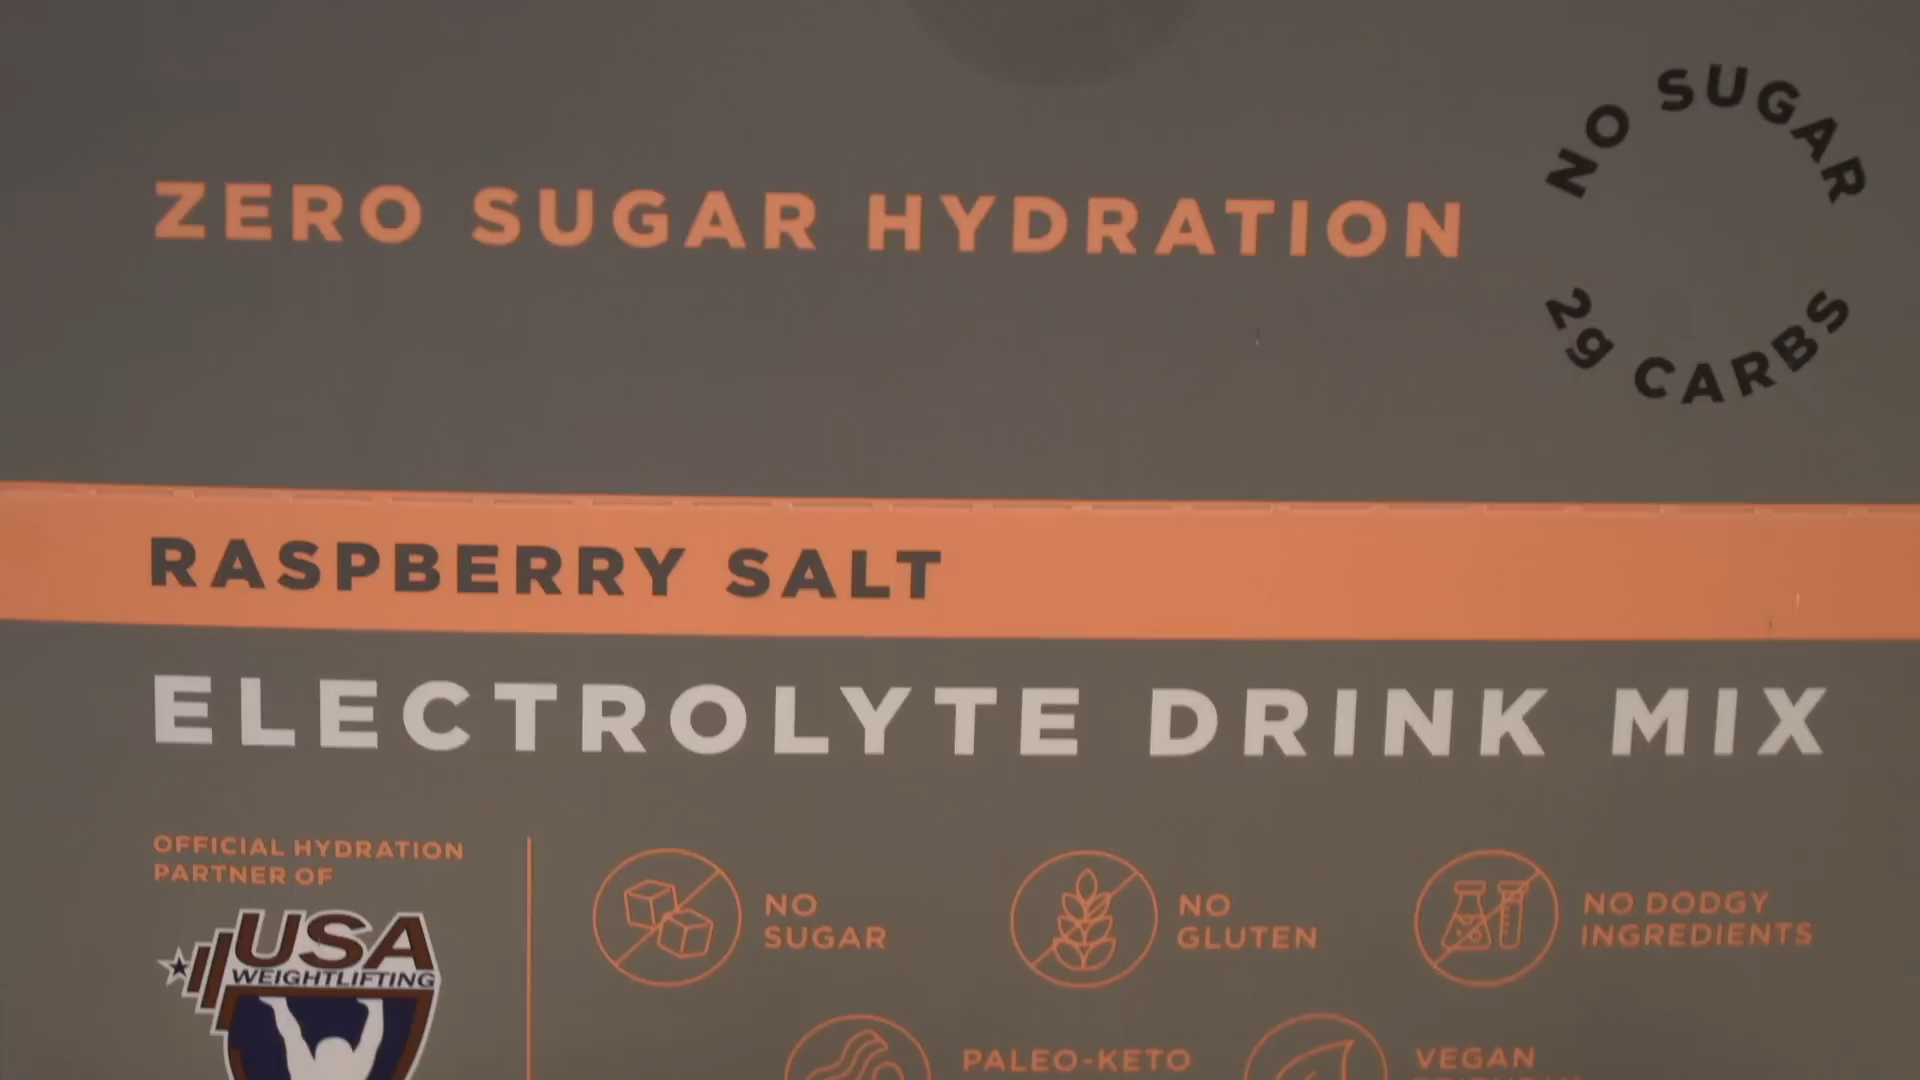 NO SUGAR
ZERO SUGAR HYDRATION
2g CARBS
RASPBERRY SALT
ELECTROLYTE DRINK MIX
OFFICIAL HYDRATION
PARTNER OF
USA
WEIGHTLIFTING
NO
SUGAR
NO
GLUTEN
NO DODGY
INGREDIENTS
PALEO-KETO
VEGAN